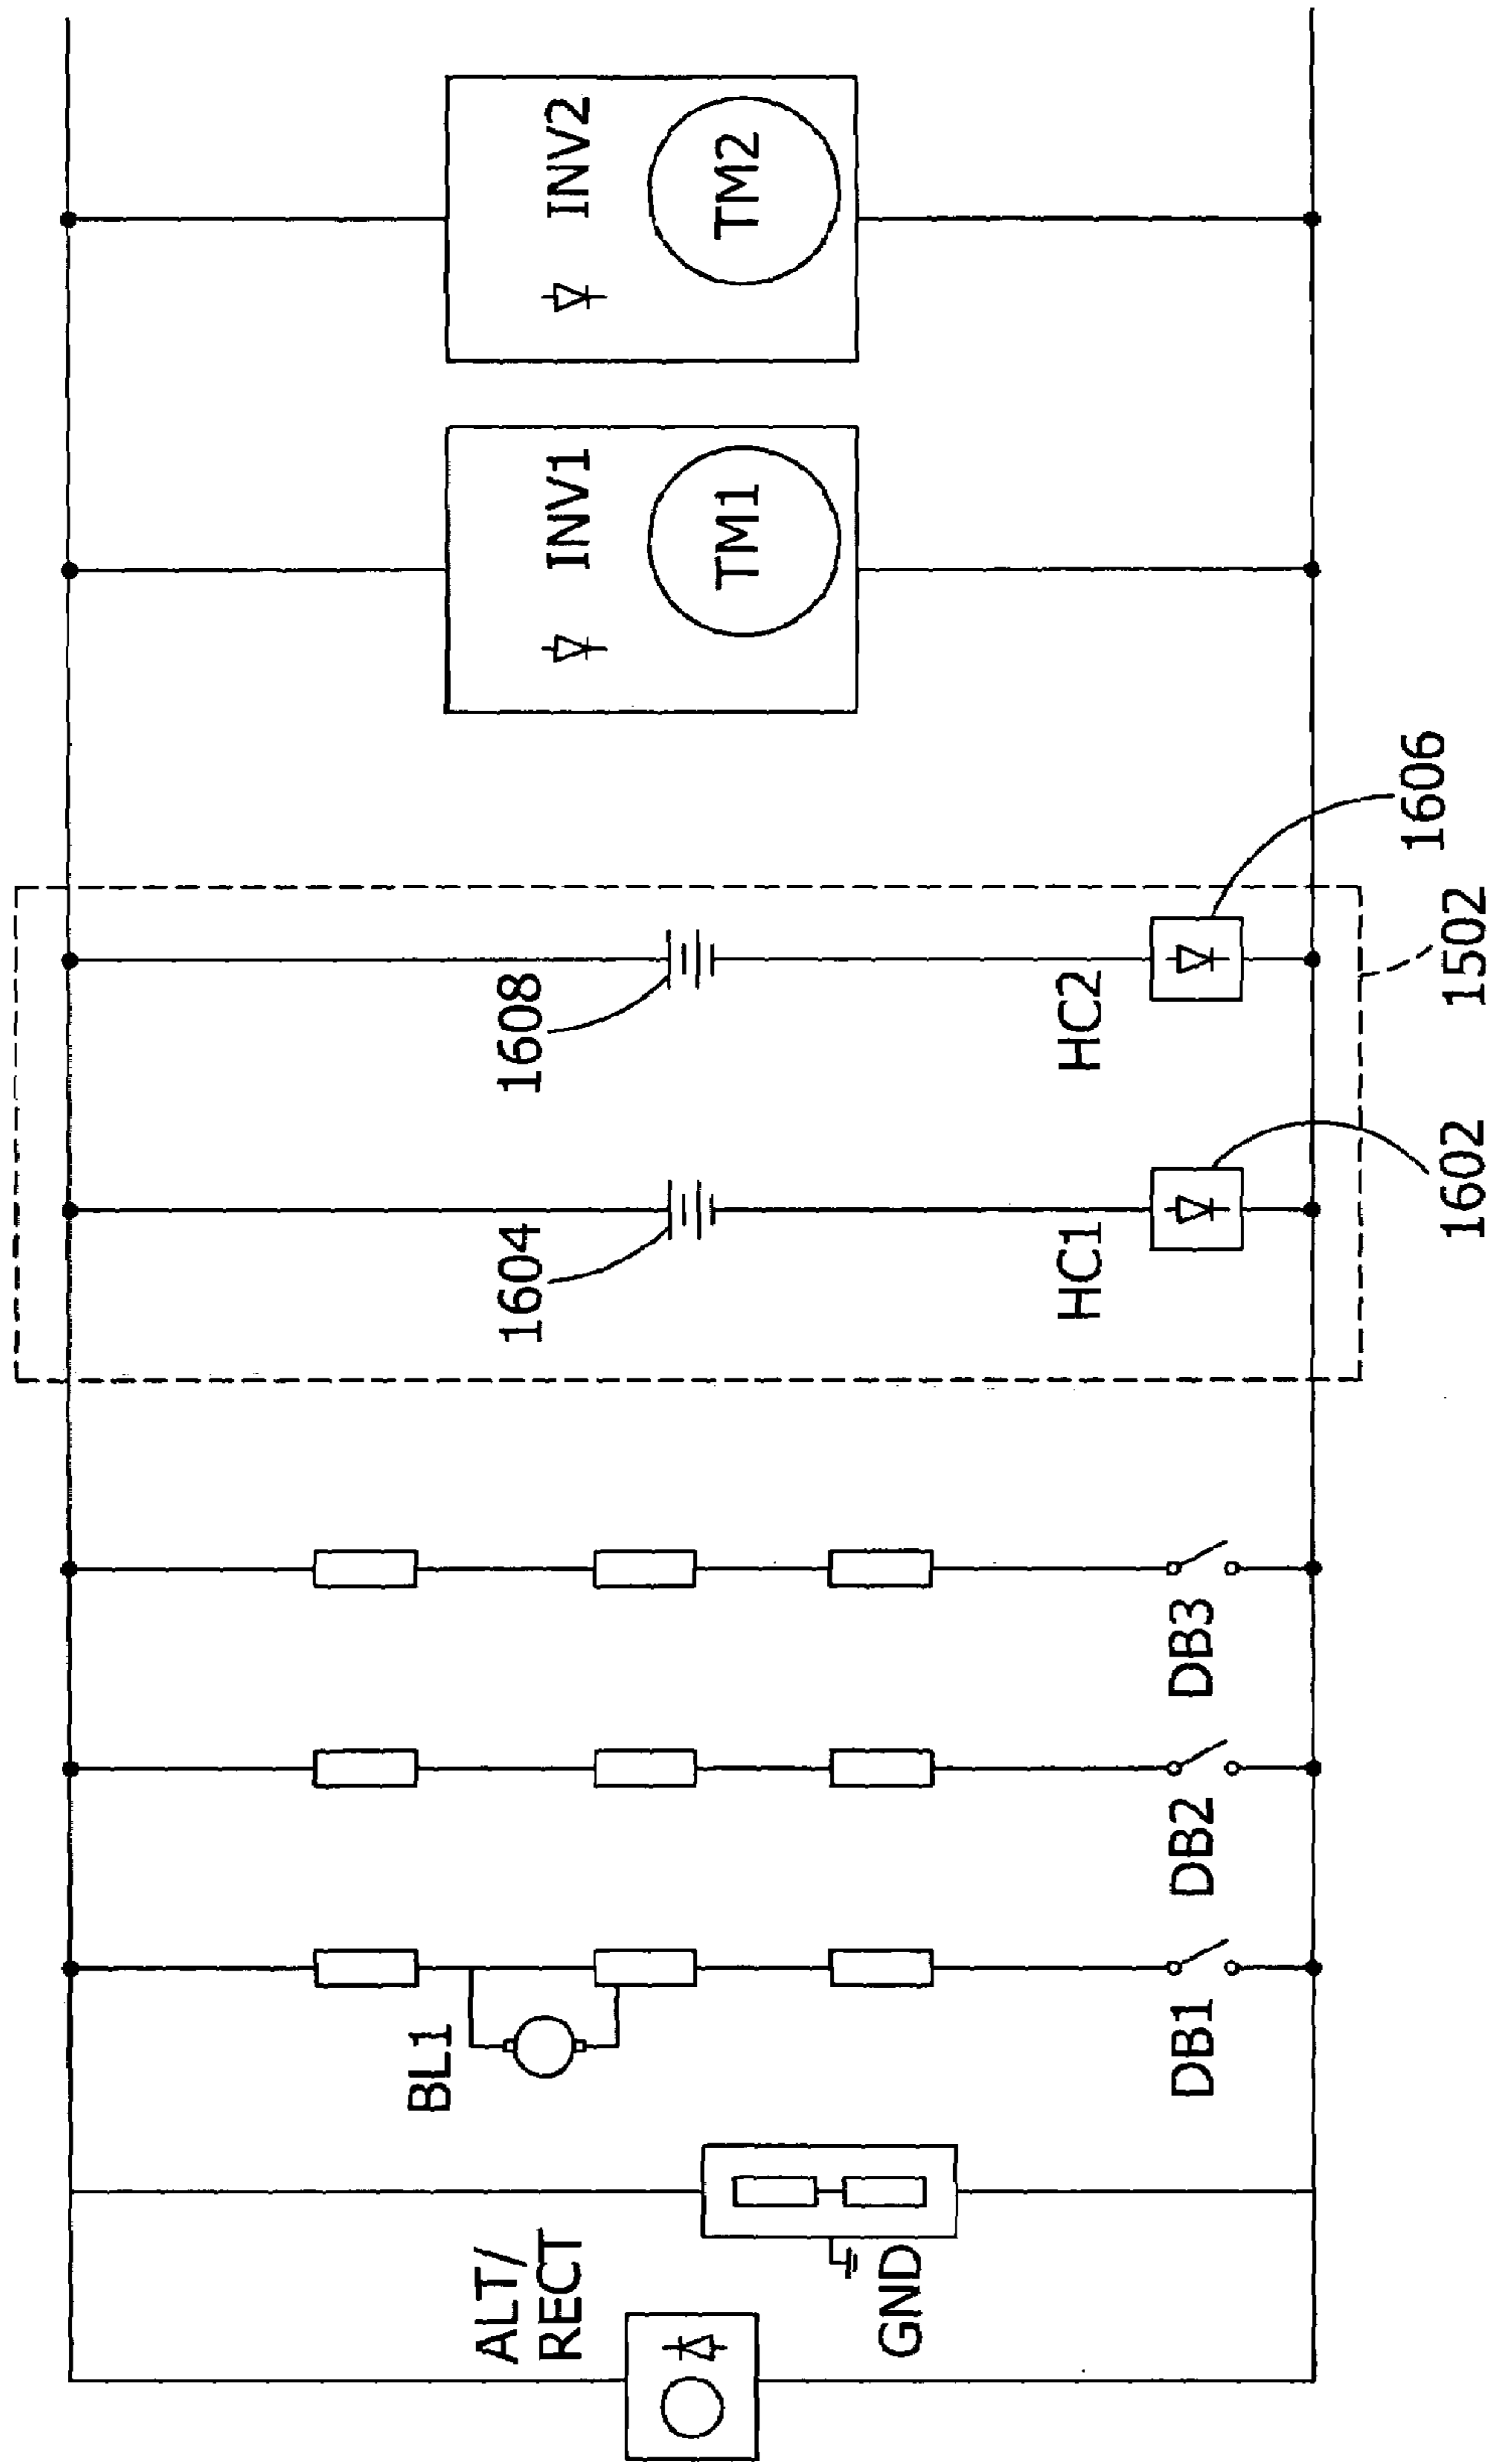 ALT/
RECT
GND
BL1
DB1
DB2
DB3
1604
HC1
1602
1608
HC2
1606
1502
INV1
TM1
INV2
TM2